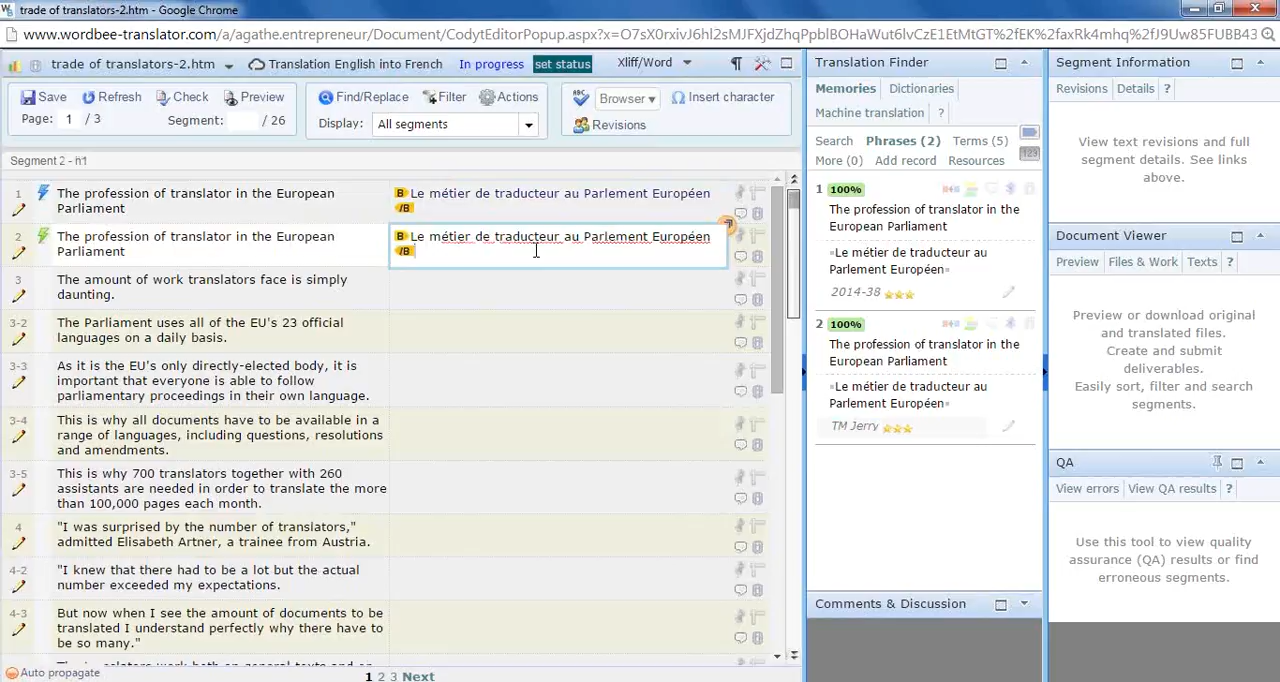 trade of translators-2.htm - Google Chrome
www.wordbee-translator.com/a/agathe.entrepreneur/Document/CodytEditorPopup.aspx?x=O7sX0rxivJ6hl2sMJFXjdZhqPpblBOHaWut6lvCzE1EtMtGT%2fEK%2faxRk4mhq%2fJ9Uw85FUBB43
trade of translators-2.htm
Translation English into French
In progress
set status
Xliff/Word
Save Refresh Check Preview
Page: 1 / 3 Segment: / 26
Find/Replace Filter Actions
Display: All segments
ABC Browser Insert character
Revisions
Segment 2 - h1
1 The profession of translator in the European Parliament
B Le métier de traducteur au Parlement Européen /B
2 The profession of translator in the European Parliament
B Le métier de traducteur au Parlement Européen /B
3 The amount of work translators face is simply daunting.
3-2 The Parliament uses all of the EU's 23 official languages on a daily basis.
3-3 As it is the EU's only directly-elected body, it is important that everyone is able to follow parliamentary proceedings in their own language.
3-4 This is why all documents have to be available in a range of languages, including questions, resolutions and amendments.
3-5 This is why 700 translators together with 260 assistants are needed in order to translate the more than 100,000 pages each month.
4 "I was surprised by the number of translators," admitted Elisabeth Artner, a trainee from Austria.
4-2 "I knew that there had to be a lot but the actual number exceeded my expectations.
4-3 But now when I see the amount of documents to be translated I understand perfectly why there have to be so many."
Auto propagate
1 2 3 Next
Translation Finder
Memories Dictionaries
Machine translation ?
Search Phrases (2) Terms (5)
More (0) Add record Resources
123
1 100%
The profession of translator in the
European Parliament
Le métier de traducteur au
Parlement Européen
2014-38
2 100%
The profession of translator in the
European Parliament
Le métier de traducteur au
Parlement Européen
TM Jerry
Comments & Discussion
Segment Information
Revisions Details ?
View text revisions and full
segment details. See links
above.
Document Viewer
Preview Files & Work Texts ?
Preview or download original
and translated files.
Create and submit
deliverables.
Easily sort, filter and search
segments.
QA
View errors View QA results ?
Use this tool to view quality
assurance (QA) results or find
erroneous segments.